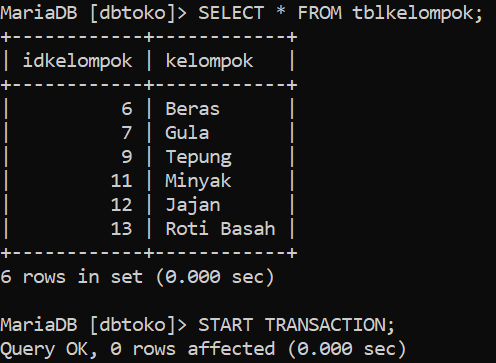 MariaDB [dbtoko]> SELECT * FROM tblkelompok;
+------------+------------+
| idkelompok | kelompok   |
+------------+------------+
|          6 | Beras      |
|          7 | Gula       |
|          9 | Tepung     |
|         11 | Minyak     |
|         12 | Jajan      |
|         13 | Roti Basah |
+------------+------------+
6 rows in set (0.000 sec)

MariaDB [dbtoko]> START TRANSACTION;
Query OK, 0 rows affected (0.000 sec)